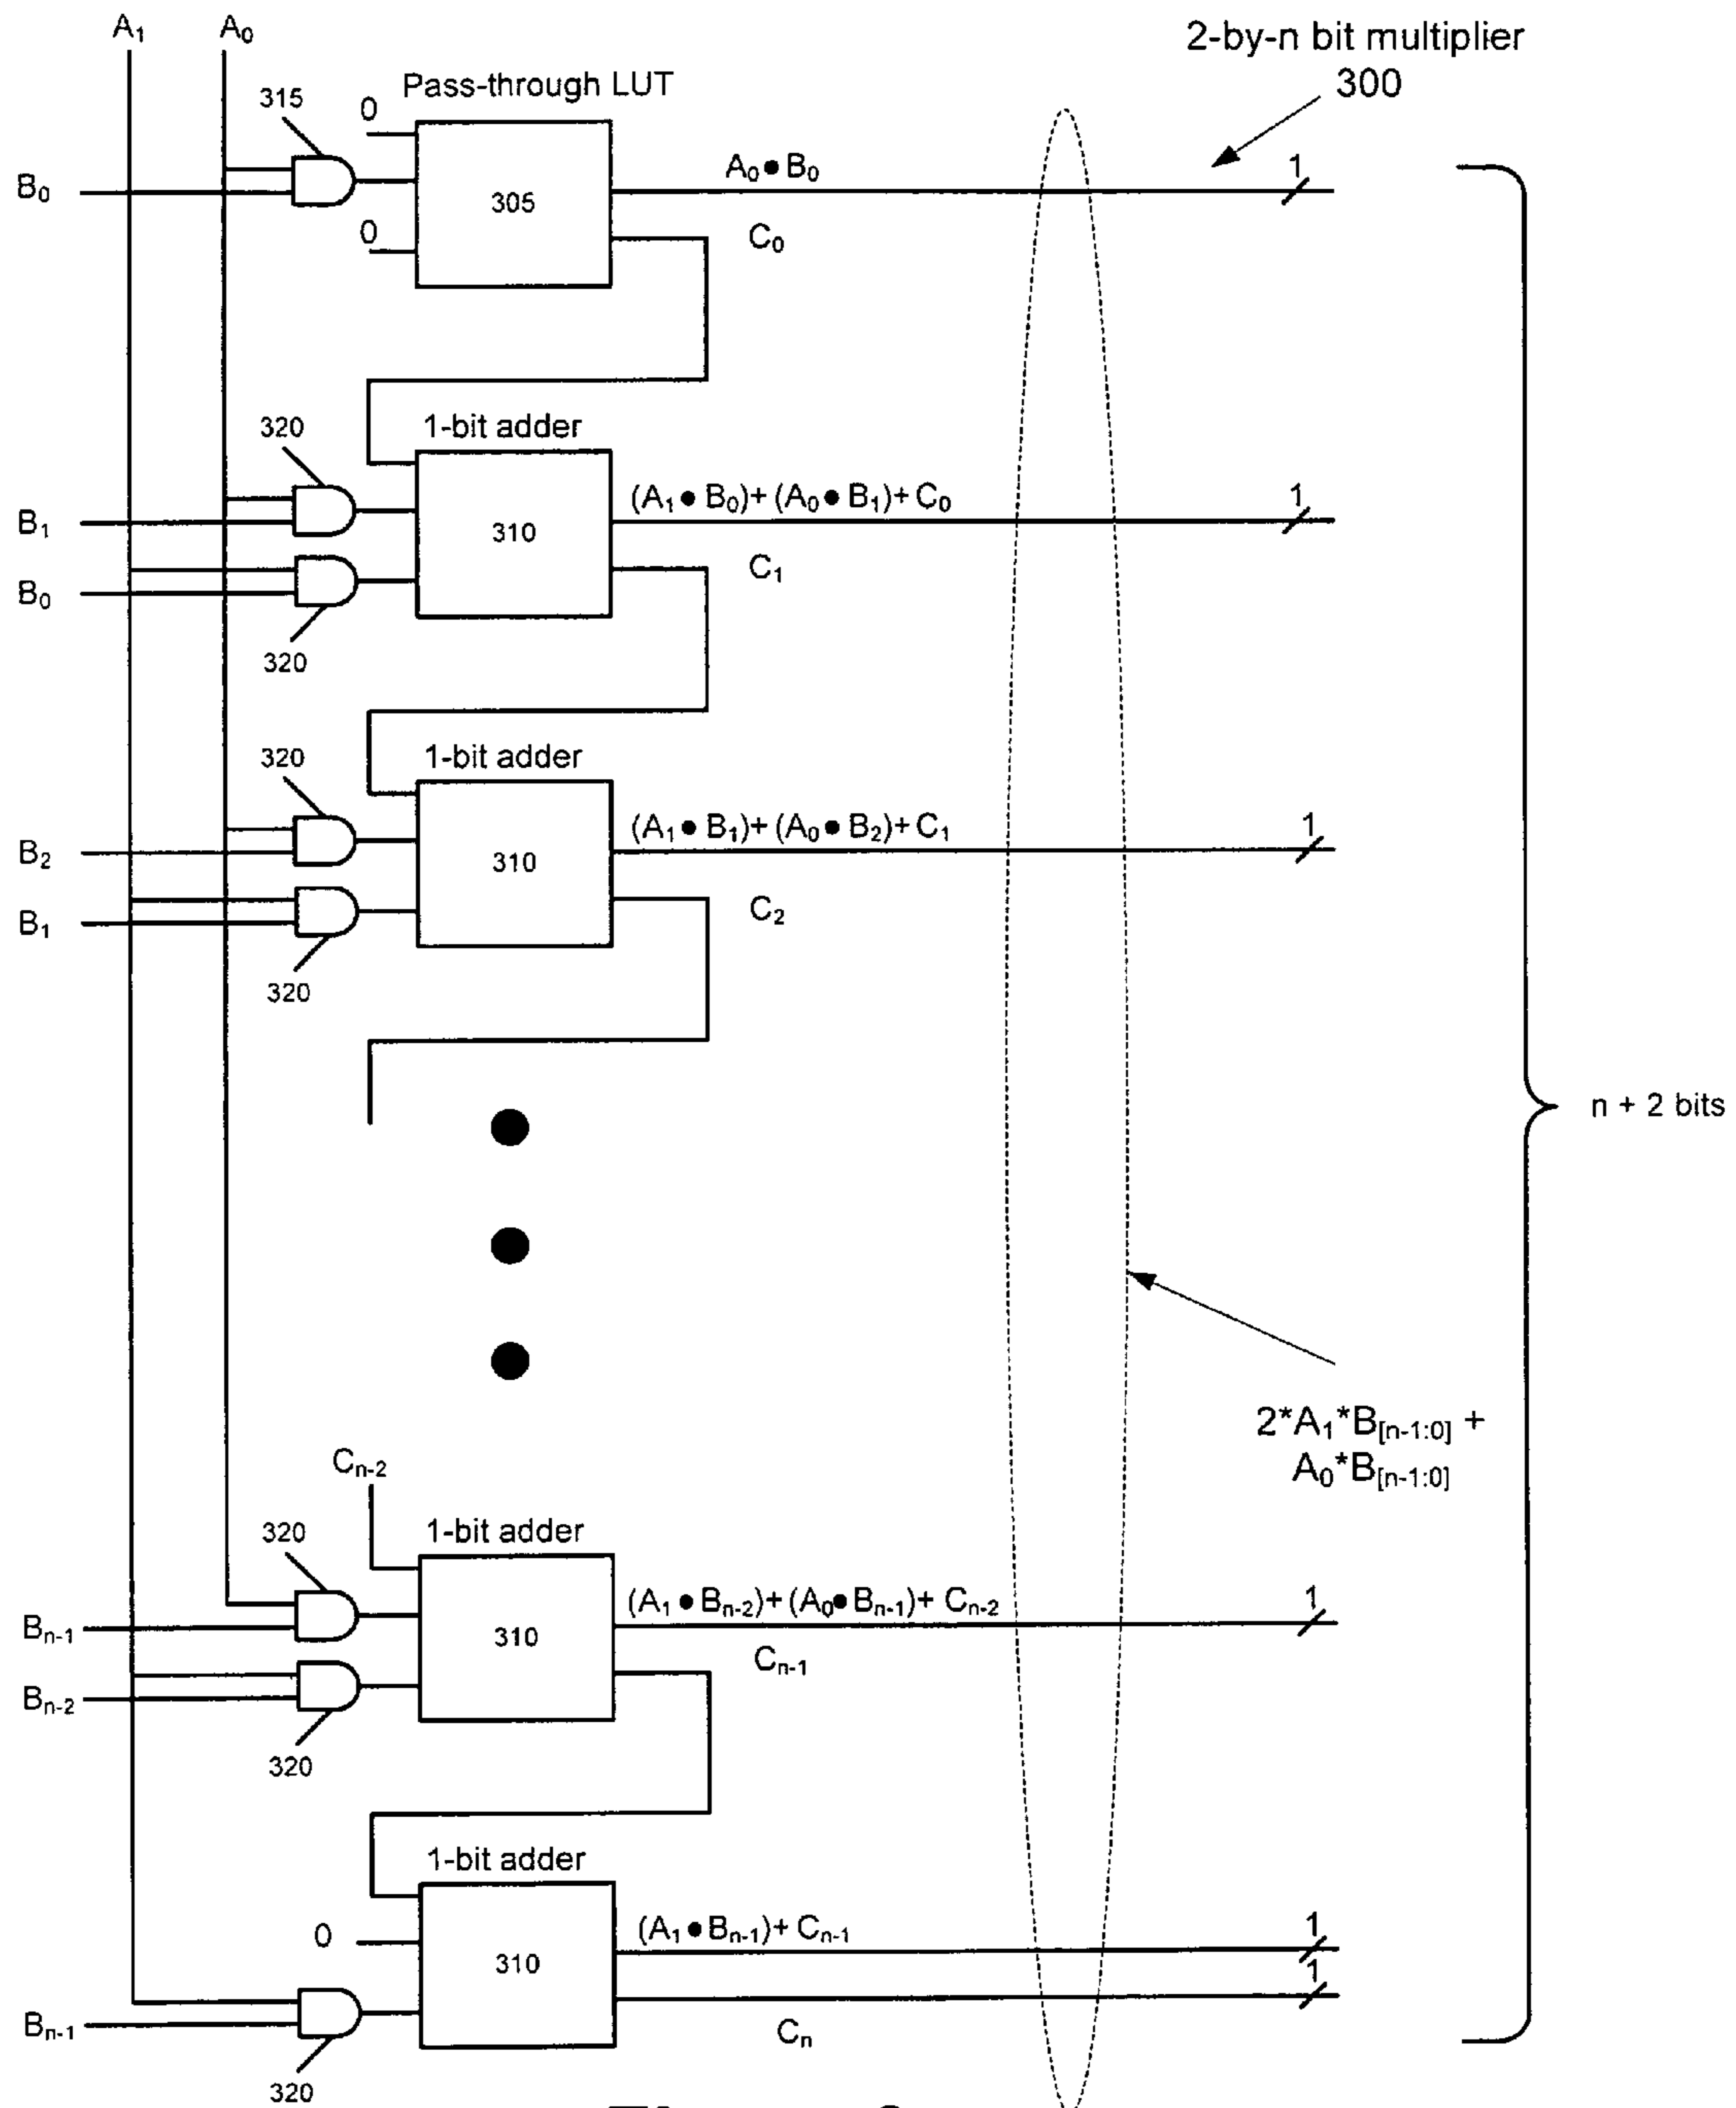 A₁ A₀
2-by-n bit multiplier
300
Pass-through LUT
315
0
B₀
305
A₀●B₀
1
0
C₀
320
1-bit adder
B₁
310
(A₁●B₀)+(A₀●B₁)+C₀
1
B₀
C₁
320
320
1-bit adder
B₂
310
(A₁●B₁)+(A₀●B₂)+C₁
1
B₁
C₂
320
n + 2 bits
2*A₁*B[n-1:0] +
A₀*B[n-1:0]
Cn-2
320
1-bit adder
Bn-1
310
(A₁●Bn-2)+(A₀●Bn-1)+ Cn-2
1
Bn-2
Cn-1
320
1-bit adder
0
310
(A₁●Bn-1)+ Cn-1
1
1
Bn-1
Cn
320